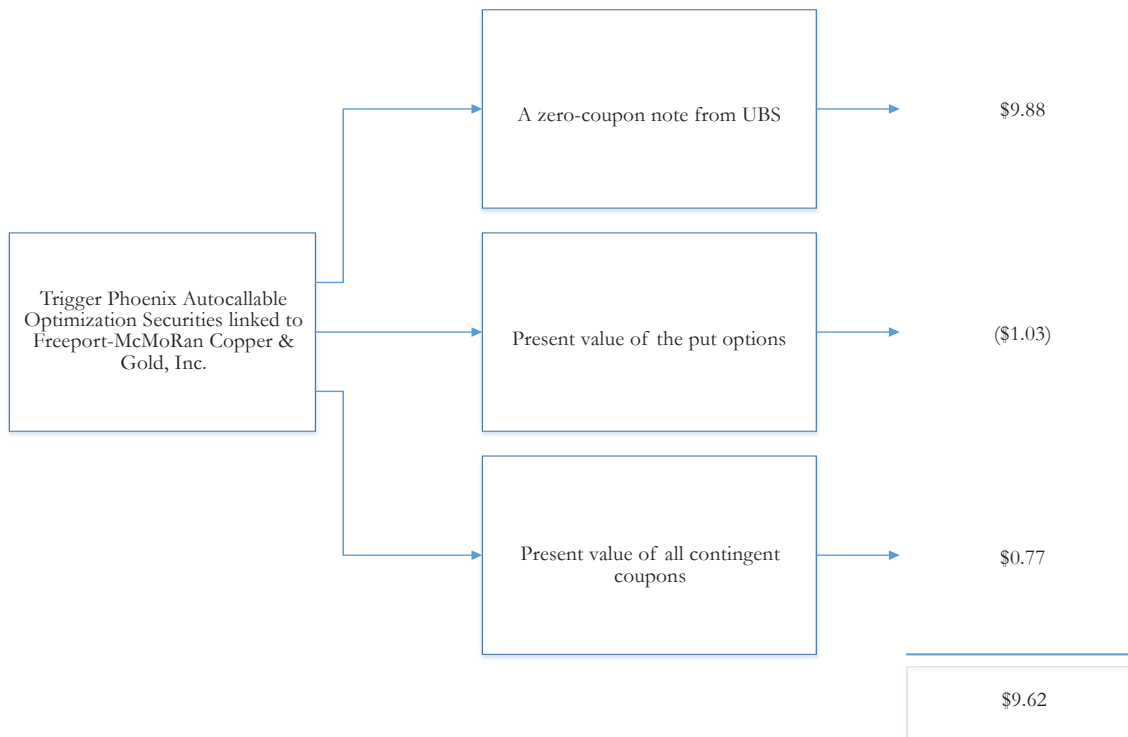 A zero-coupon note from UBS
$9.88
Trigger Phoenix Autocallable
Optimization Securities linked to
Freeport-McMoRan Copper &
Gold, Inc.
Present value of the put options
($1.03)
Present value of all contingent
coupons
$0.77
$9.62